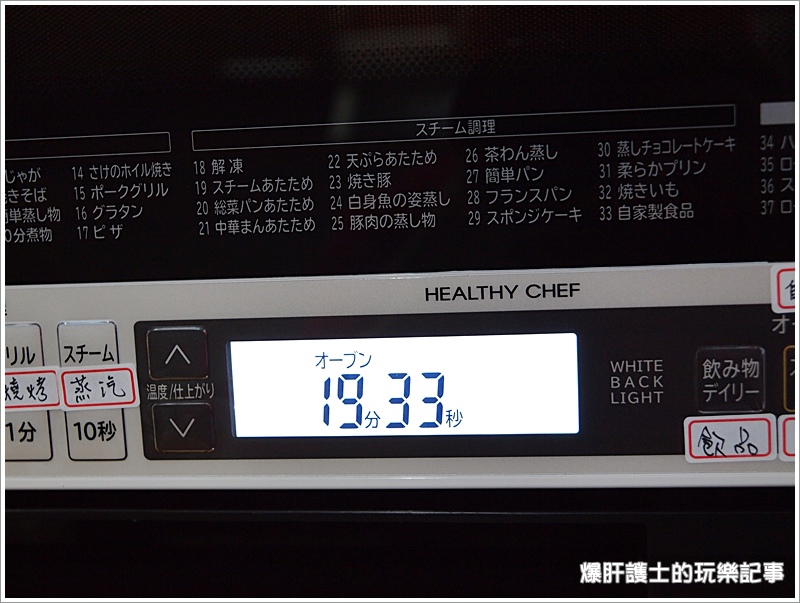 スチーム調理
じゃが
きそば
簡単蒸し物
0分煮物
14 さけのホイル焼き
15 ポークグリル
16 グラタン
17 ピザ
18 解凍
19 スチームあたため
20 総菜パンあたため
21 中華まんあたため
22 天ぷらあたため
23 焼き豚
24 白身魚の姿蒸し
25 豚肉の蒸し物
26 茶わん蒸し
27 簡単パン
28 フランスパン
29 スポンジケーキ
30 蒸しチョコレートケーキ
31 柔らかプリン
32 焼きいも
33 自家製食品
34 ハ
35 ロ
36 ス
37 ロ
HEALTHY CHEF
リル
燒烤
1分
スチーム
蒸汽
10秒
温度/仕上がり
オーブン
19分33秒
WHITE
BACK
LIGHT
飲み物
デイリー
飲品
オ
爆肝護士的玩樂記事